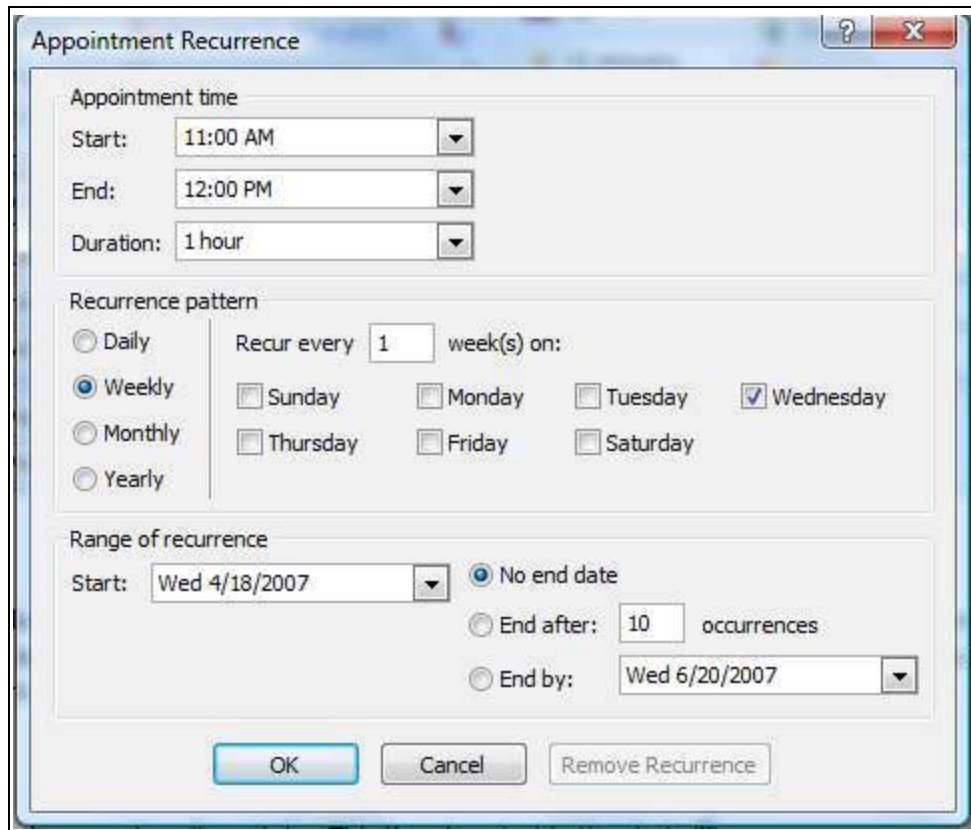 Appointment Recurrence
Appointment time
Start: 11:00 AM
End: 12:00 PM
Duration: 1 hour
Recurrence pattern
Daily
Weekly
Monthly
Yearly
Recur every 1 week(s) on:
Sunday Monday Tuesday Wednesday
Thursday Friday Saturday
Range of recurrence
Start: Wed 4/18/2007
No end date
End after: 10 occurrences
End by: Wed 6/20/2007
OK Cancel Remove Recurrence